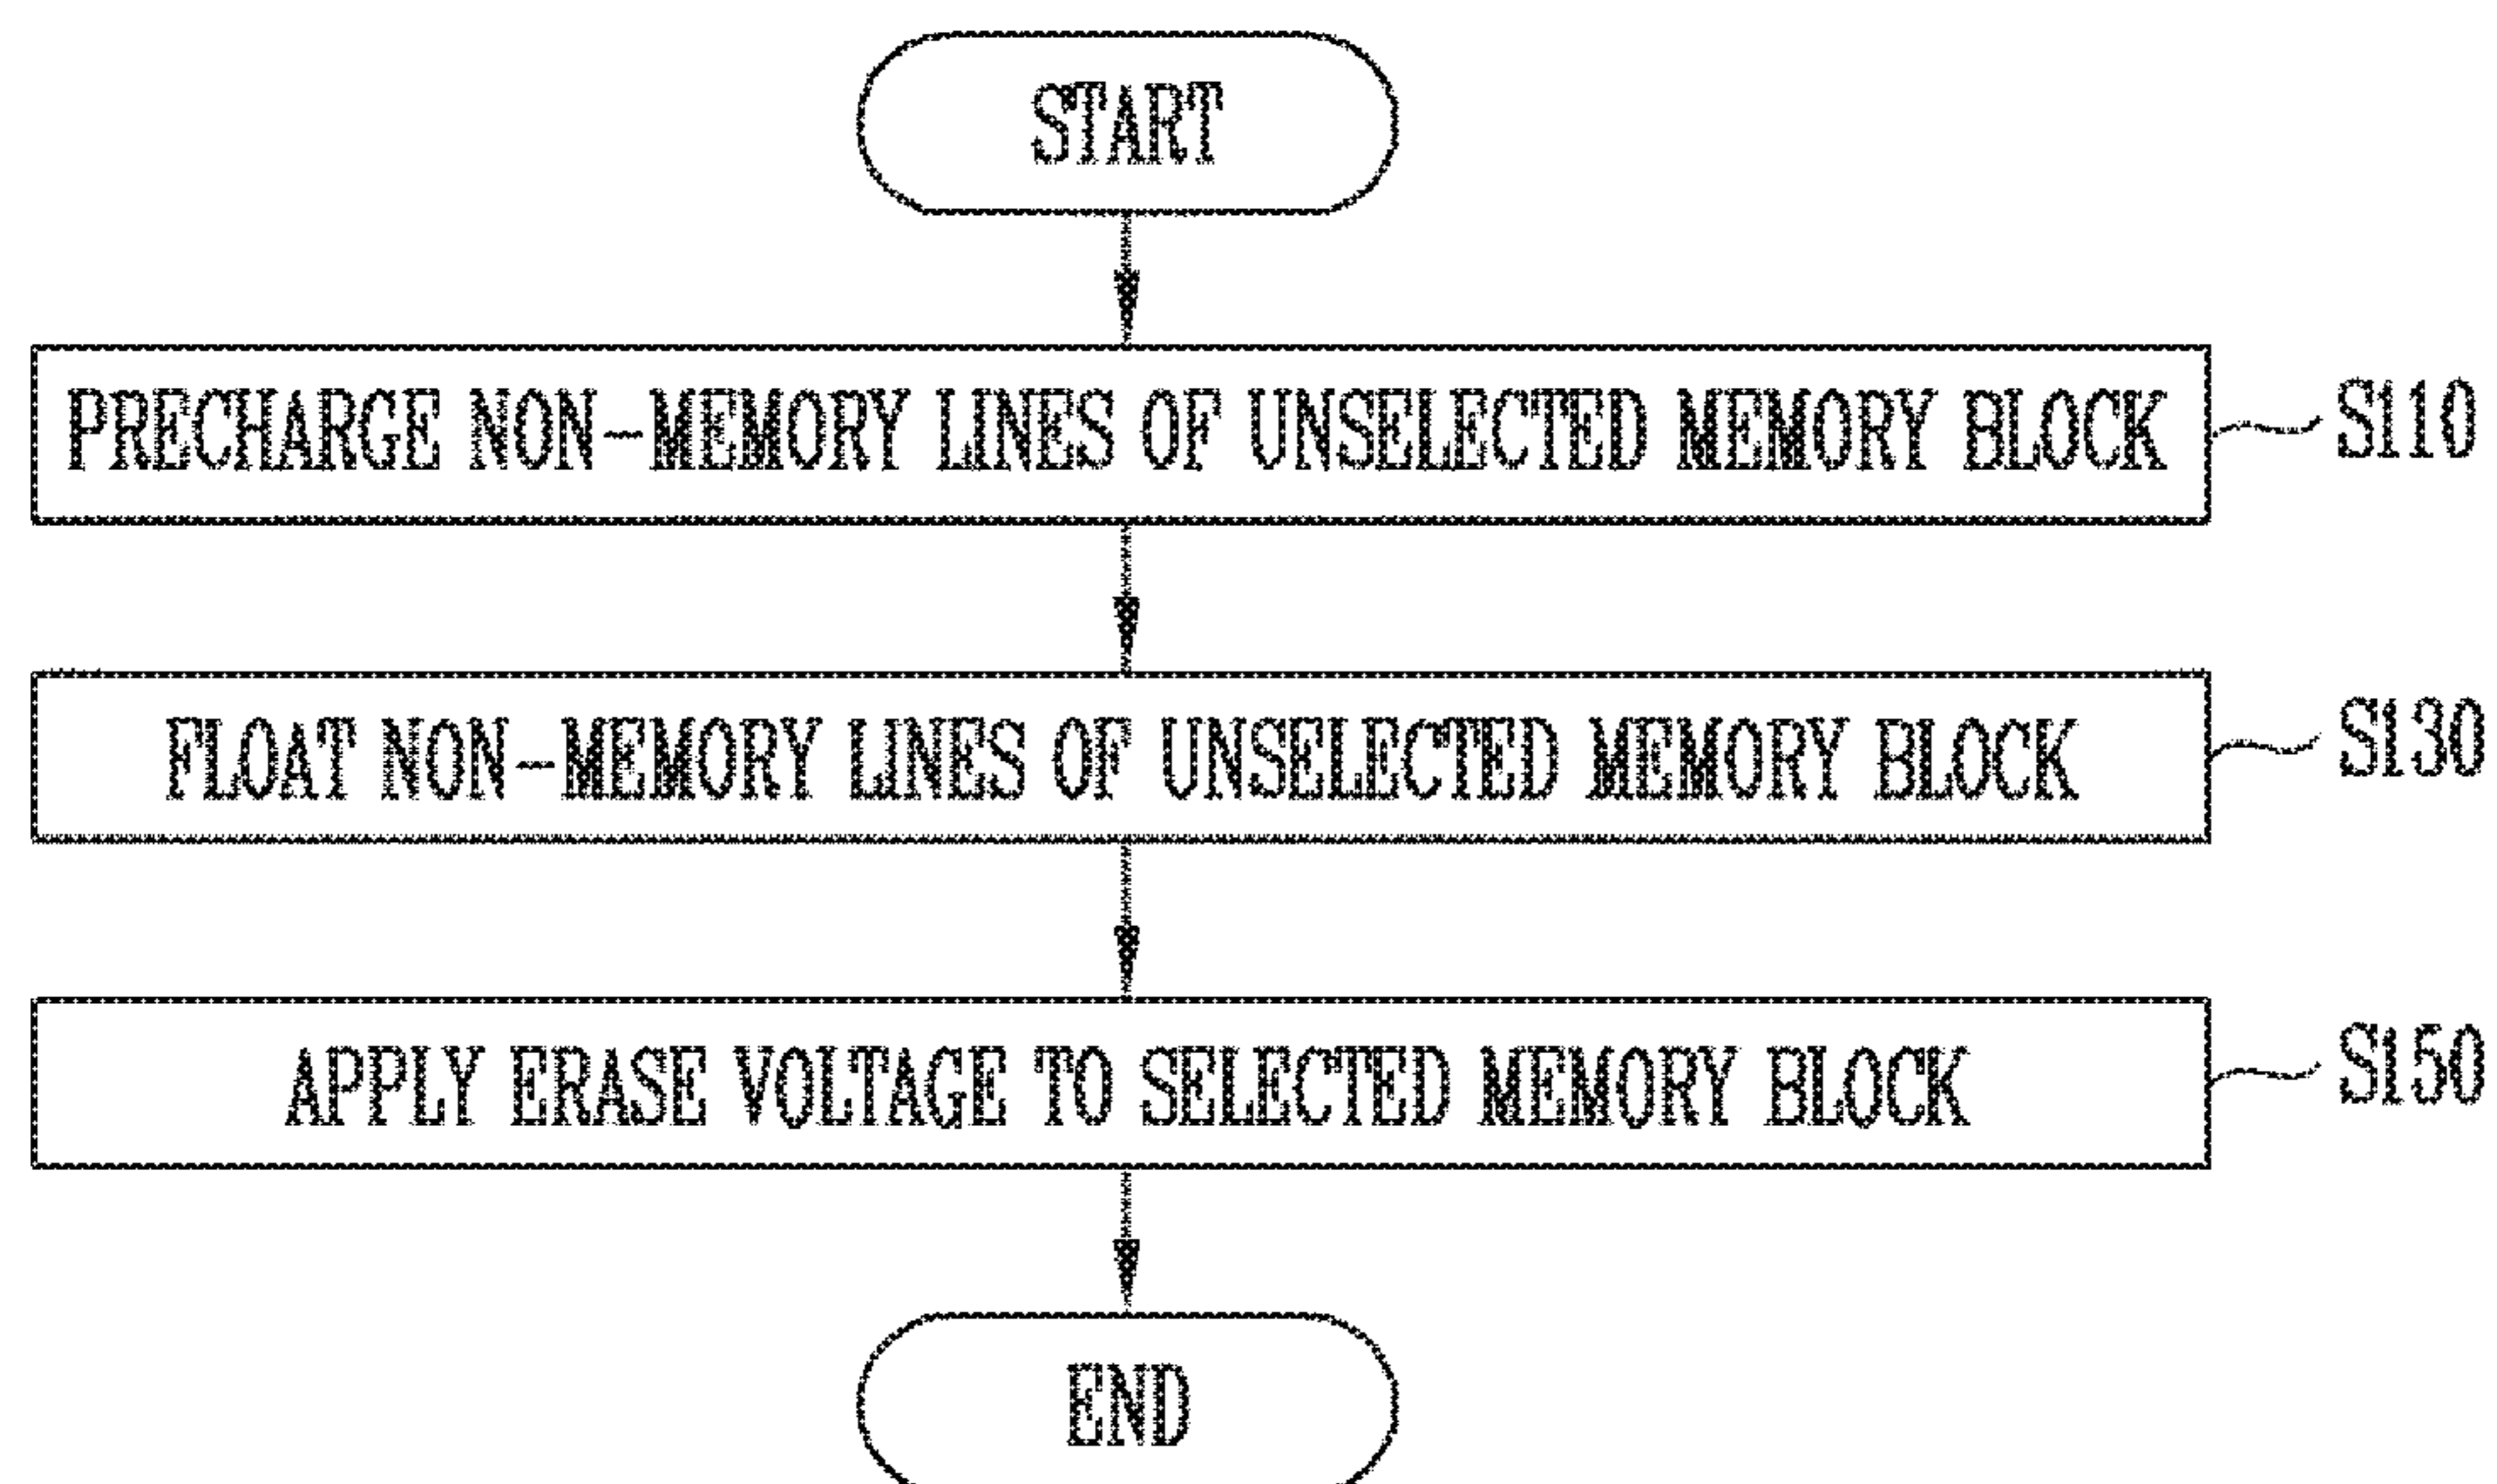 START
PRECHARGE NON-MEMORY LINES OF UNSELECTED MEMORY BLOCK
S110
FLOAT NON-MEMORY LINES OF UNSELECTED MEMORY BLOCK
S130
APPLY ERASE VOLTAGE TO SELECTED MEMORY BLOCK
S150
END